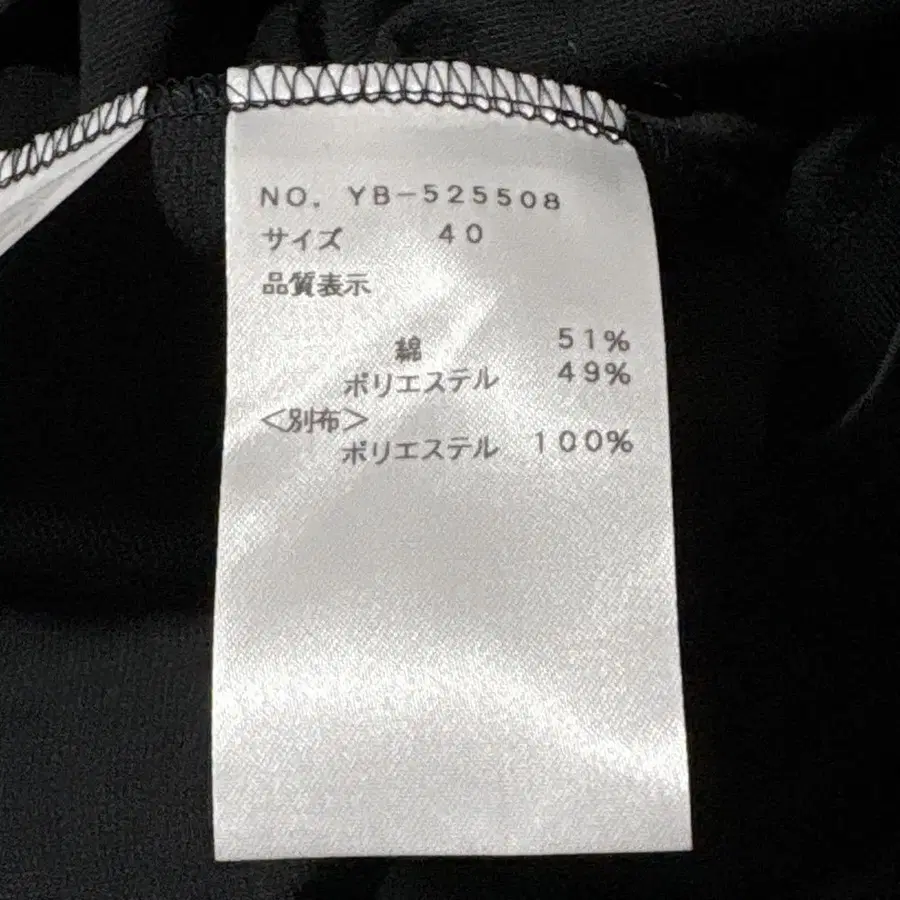 NO. YB-525508
サイズ 40
品質表示
綿 51%
ポリエステル 49%
<別布>
ポリエステル 100%